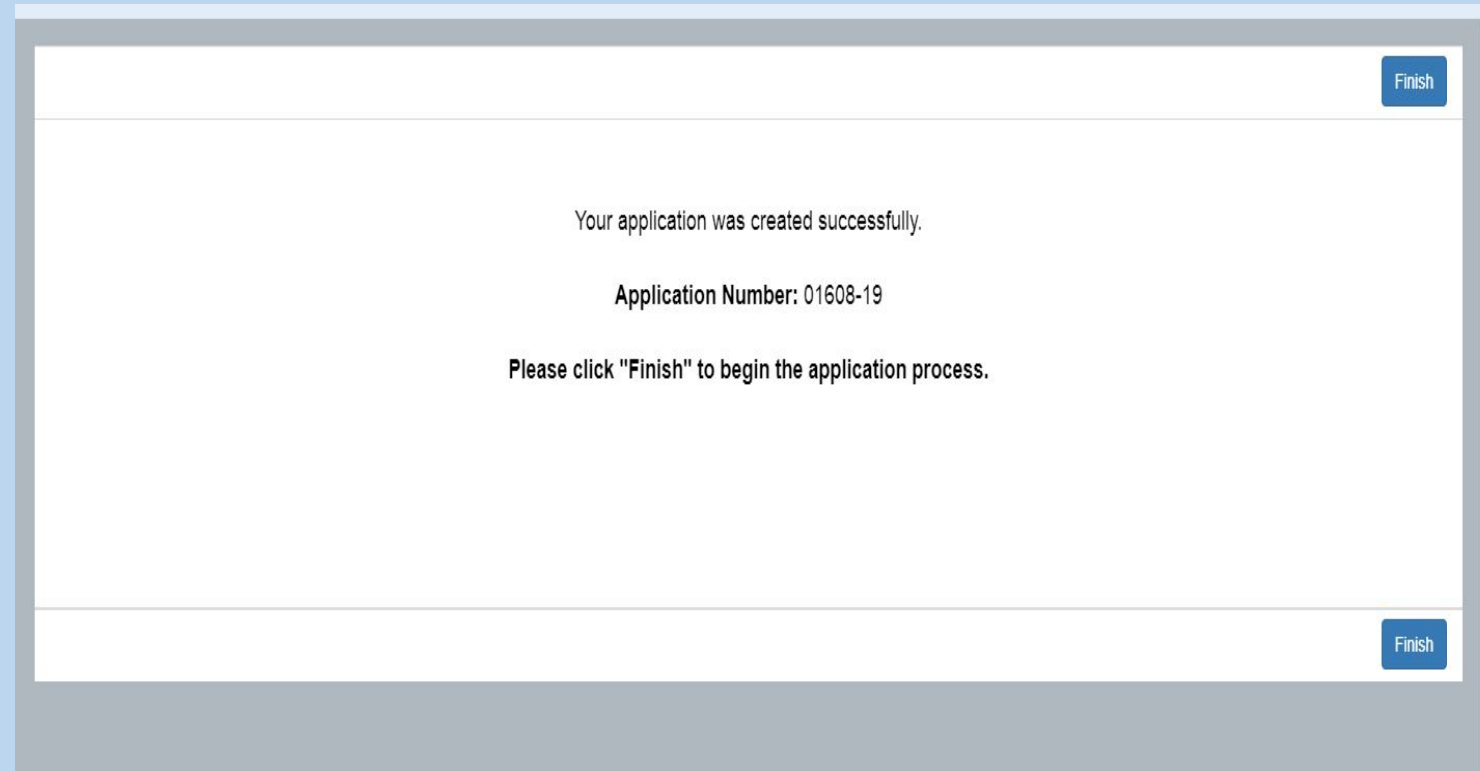 Finish
Your application was created successfully.
Application Number: 01608-19
Please click "Finish" to begin the application process.
Finish